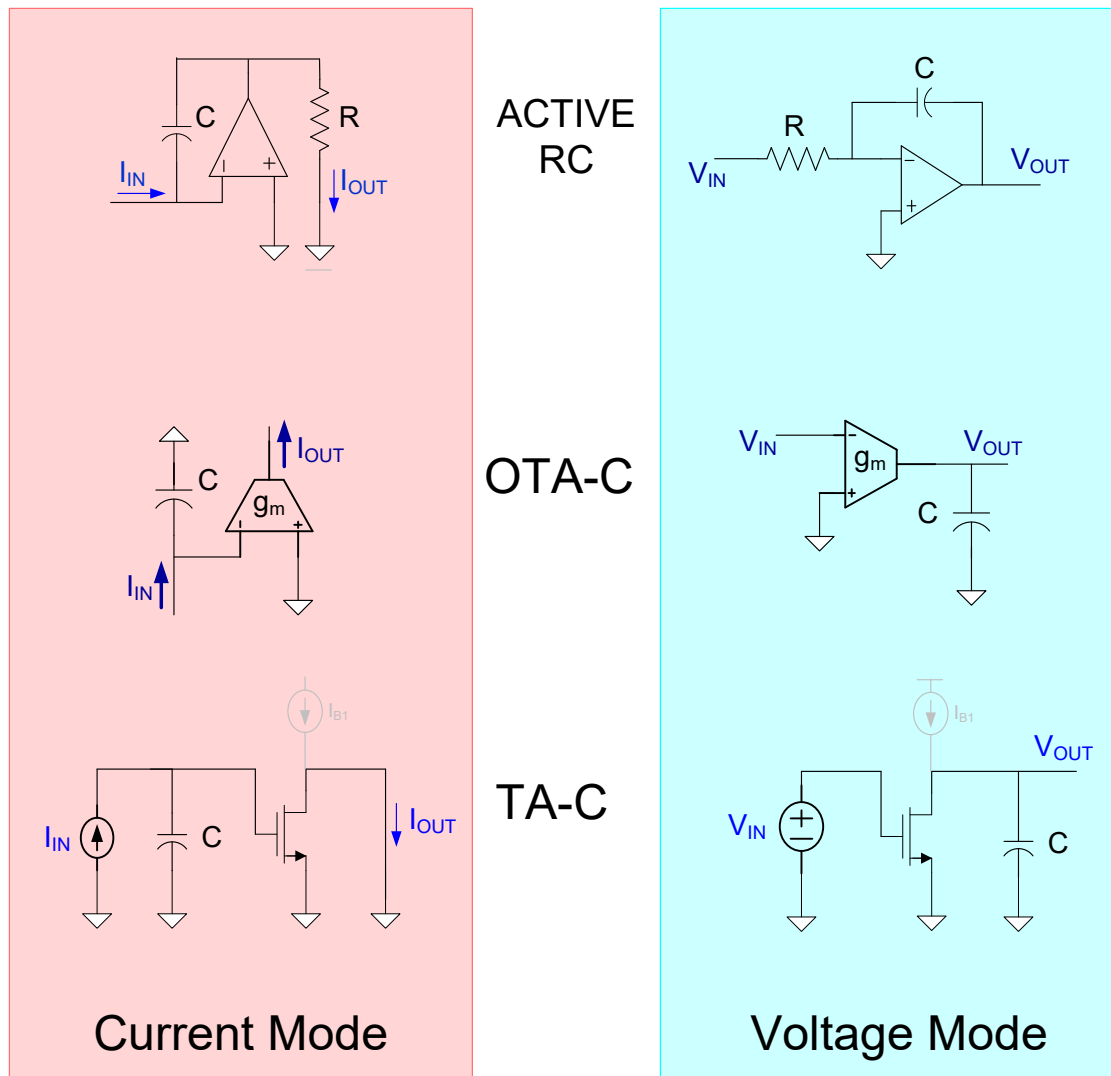 C
R
I_IN
I_OUT
- +
ACTIVE
RC
C
R
V_IN
V_OUT
-
+
I_OUT
C
g_m
- +
I_IN
OTA-C
V_IN
-
g_m
+
V_OUT
C
I_B1
I_IN
C
I_OUT
TA-C
I_B1
V_OUT
V_IN
+
-
C
Current Mode
Voltage Mode